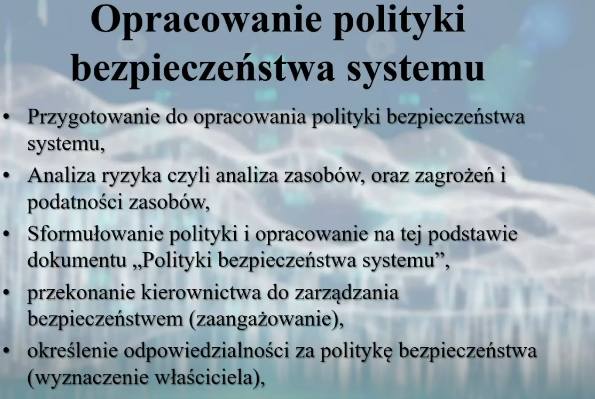 Opracowanie polityki
bezpieczeństwa systemu
• Przygotowanie do opracowania polityki bezpieczeństwa
systemu,
• Analiza ryzyka czyli analiza zasobów, oraz zagrożeń i
podatności zasobów,
• Sformułowanie polityki i opracowanie na tej podstawie
dokumentu „Polityki bezpieczeństwa systemu”,
• przekonanie kierownictwa do zarządzania
bezpieczeństwem (zaangażowanie),
• określenie odpowiedzialności za politykę bezpieczeństwa
(wyznaczenie właściciela),